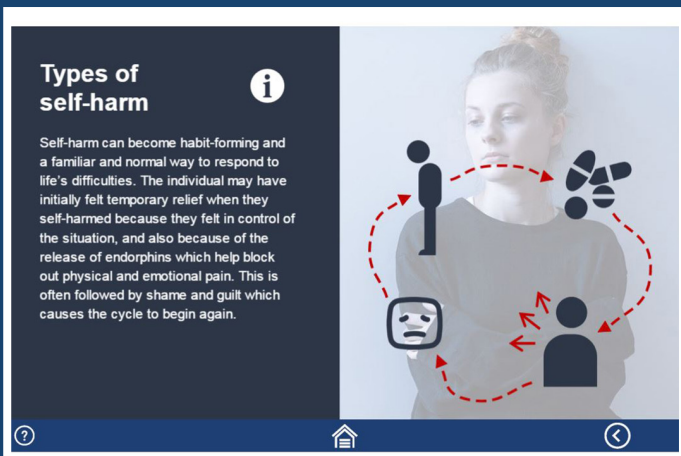 Types of
self-harm
i
Self-harm can become habit-forming and
a familiar and normal way to respond to
life's difficulties. The individual may have
initially felt temporary relief when they
self-harmed because they felt in control of
the situation, and also because of the
release of endorphins which help block
out physical and emotional pain. This is
often followed by shame and guilt which
causes the cycle to begin again.
?